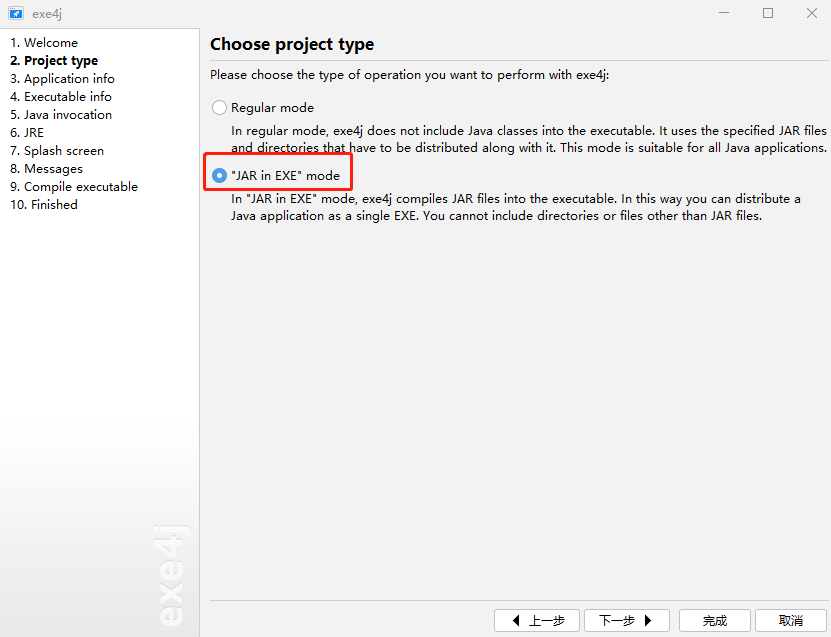 exe4j
1. Welcome
2. Project type
3. Application info
4. Executable info
5. Java invocation
6. JRE
7. Splash screen
8. Messages
9. Compile executable
10. Finished
exe4j
Choose project type
Please choose the type of operation you want to perform with exe4j:
Regular mode
In regular mode, exe4j does not include Java classes into the executable. It uses the specified JAR files
and directories that have to be distributed along with it. This mode is suitable for all Java applications.
"JAR in EXE" mode
In "JAR in EXE" mode, exe4j compiles JAR files into the executable. In this way you can distribute a
Java application as a single EXE. You cannot include directories or files other than JAR files.
上一步 下一步 完成 取消